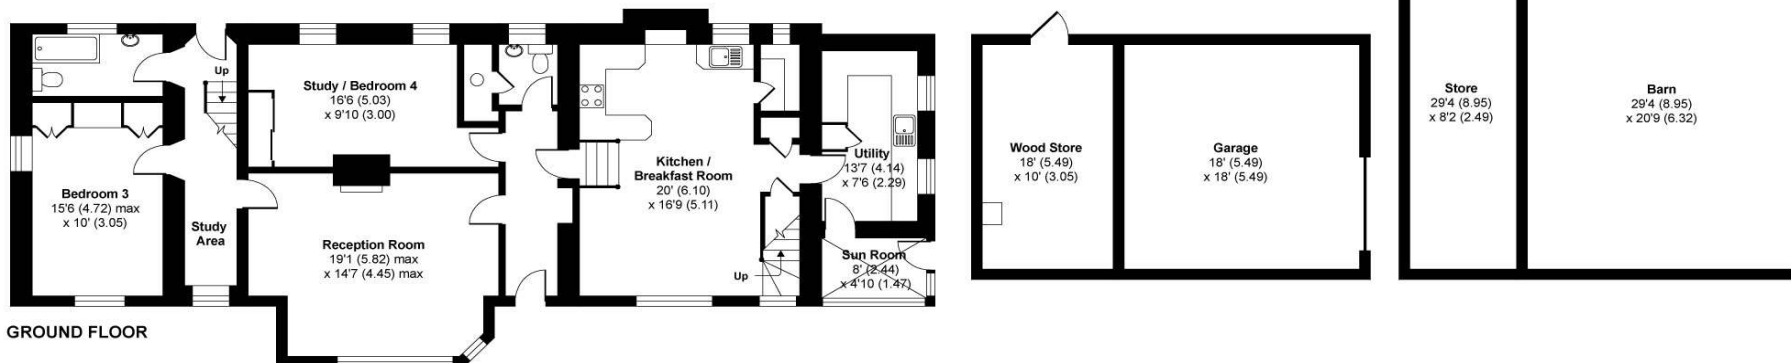 Up
Study / Bedroom 4
16'6 (5.03)
x 9'10 (3.00)
Bedroom 3
15'6 (4.72) max
x 10' (3.05)
Study
Area
Reception Room
19'1 (5.82) max
x 14'7 (4.45) max
Kitchen /
Breakfast Room
20' (6.10)
x 16'9 (5.11)
Up
Utility
13'7 (4.14)
x 7'6 (2.29)
Sun Room
8' (2.44)
x 4'10 (1.47)
Wood Store
18' (5.49)
x 10' (3.05)
Garage
18' (5.49)
x 18' (5.49)
Store
29'4 (8.95)
x 8'2 (2.49)
Barn
29'4 (8.95)
x 20'9 (6.32)
GROUND FLOOR